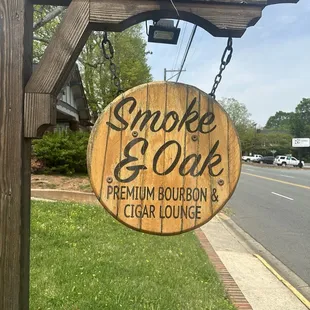 Smoke
& Oak
PREMIUM BOURBON &
CIGAR LOUNGE